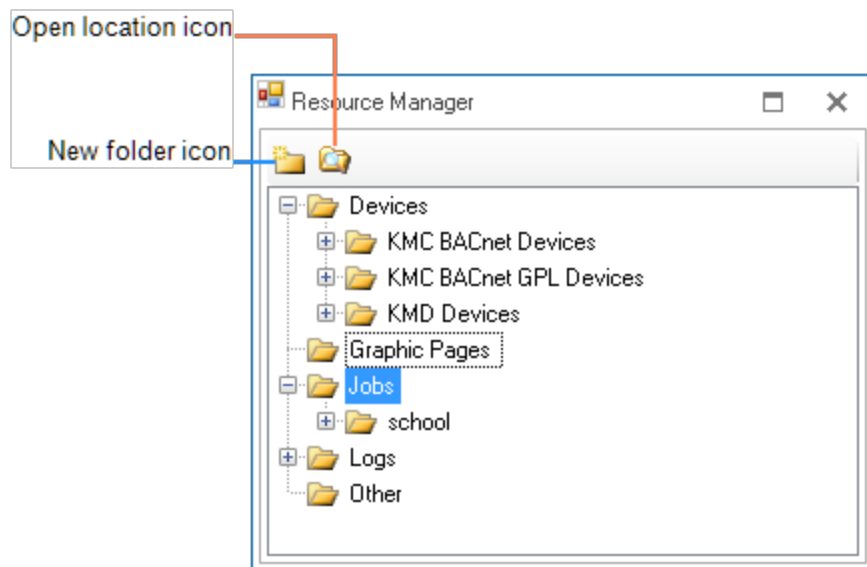 Open location icon
New folder icon
Resource Manager
Devices
KMC BACnet Devices
KMC BACnet GPL Devices
KMD Devices
Graphic Pages
Jobs
school
Logs
Other